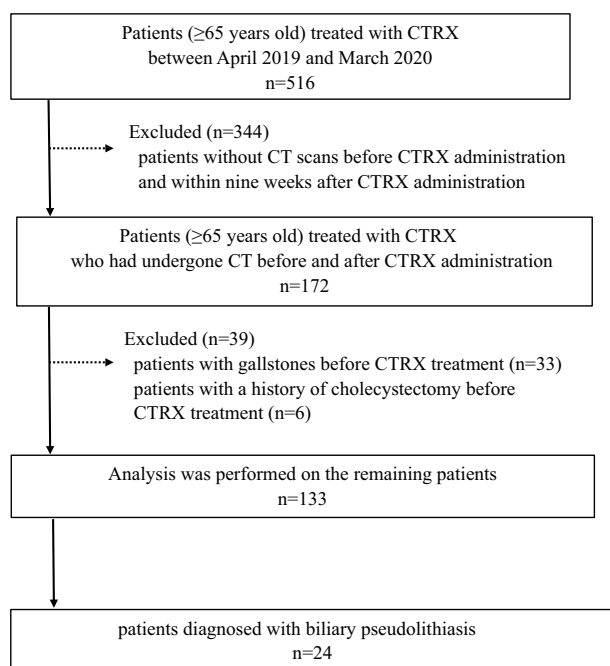 Patients (≥65 years old) treated with CTRX
between April 2019 and March 2020
n=516
Excluded (n=344)
patients without CT scans before CTRX administration
and within nine weeks after CTRX administration
Patients (≥65 years old) treated with CTRX
who had undergone CT before and after CTRX administration
n=172
Excluded (n=39)
patients with gallstones before CTRX treatment (n=33)
patients with a history of cholecystectomy before
CTRX treatment (n=6)
Analysis was performed on the remaining patients
n=133
patients diagnosed with biliary pseudolithiasis
n=24